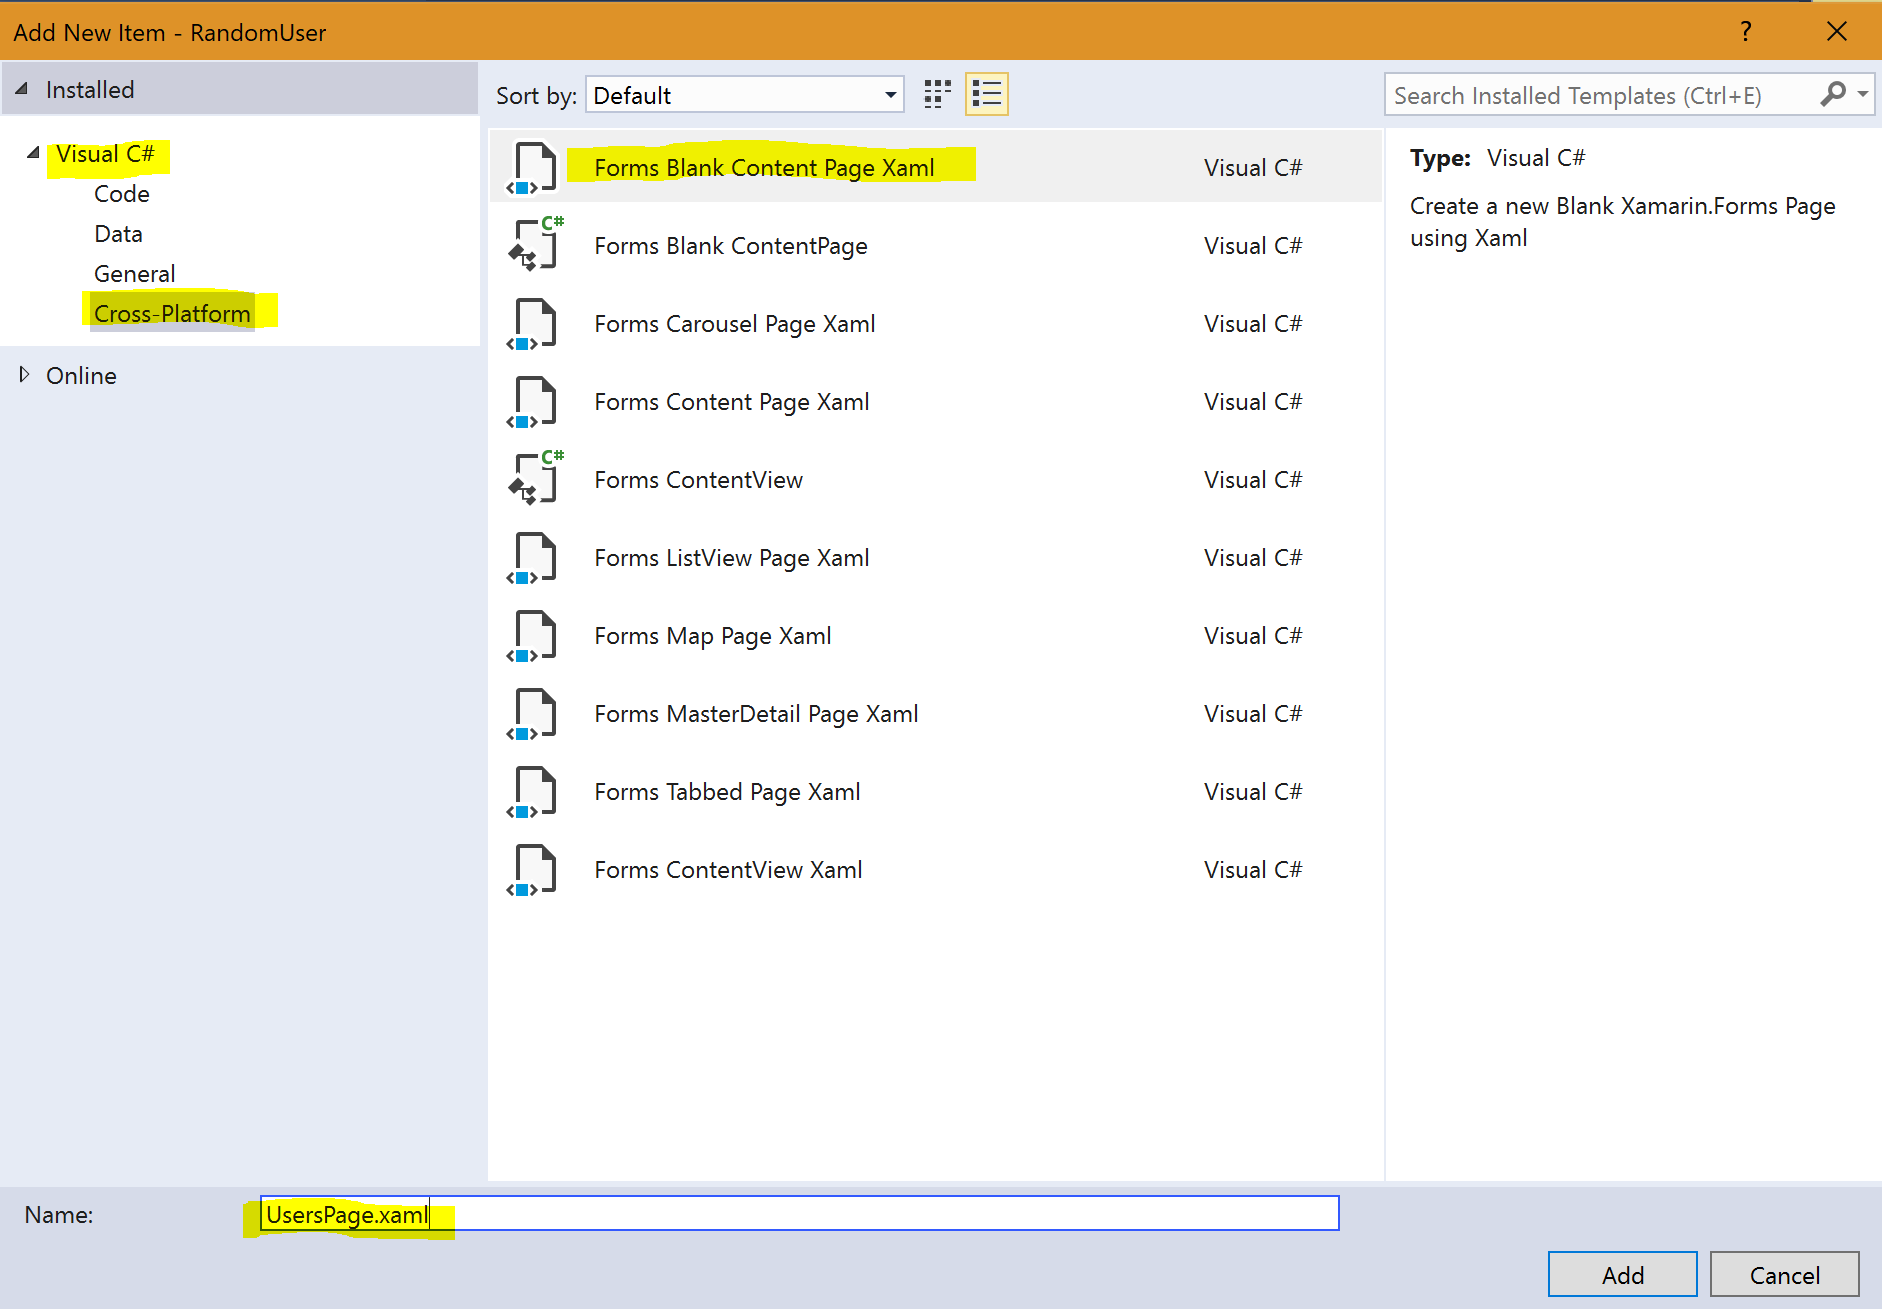 Add New Item - RandomUser
?
Installed
Sort by: Default
Search Installed Templates (Ctrl+E)
Visual C#
Code
Data
General
Cross-Platform
Online
Forms Blank Content Page Xaml Visual C#
C# Forms Blank ContentPage Visual C#
Forms Carousel Page Xaml Visual C#
Forms Content Page Xaml Visual C#
C# Forms ContentView Visual C#
Forms ListView Page Xaml Visual C#
Forms Map Page Xaml Visual C#
Forms MasterDetail Page Xaml Visual C#
Forms Tabbed Page Xaml Visual C#
Forms ContentView Xaml Visual C#
Type: Visual C#
Create a new Blank Xamarin.Forms Page
using Xaml
Name: UsersPage.xaml
Add Cancel